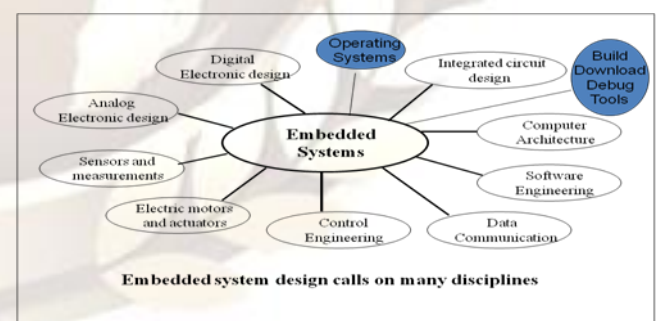 Operating
Systems
Build
Download
Debug
Tools
Digital
Electronic design
Integrated circuit
design
Analog
Electronic design
Embedded
Systems
Computer
Architecture
Sensors and
measurements
Software
Engineering
Electric motors
and actuators
Control
Engineering
Data
Communication
Embedded system design calls on many disciplines